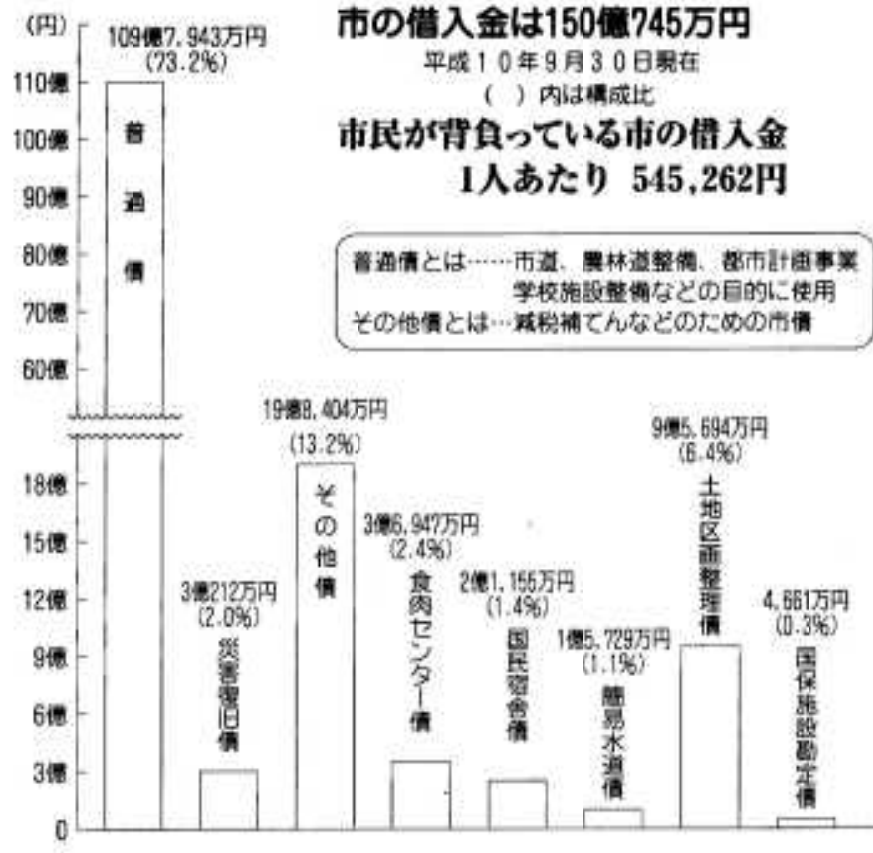 市の借入金は150億745万円
平成10年9月30日現在
( )内は構成比
市民が背負っている市の借入金
1人あたり 545,262円
普通債とは……市道、農林道整備、都市計画事業
学校施設整備などの目的に使用
その他債とは…減税補てんなどのための市債
(円)
110億
100億
90億
80億
70億
60億
18億
15億
12億
9億
6億
3億
0
109億7,943万円
(73.2%)
普通債
3億212万円
(2.0%)
災害復旧債
19億8,404万円
(13.2%)
その他債
3億6,947万円
(2.4%)
食肉センター債
2億1,155万円
(1.4%)
国民宿舎債
1億5,729万円
(1.1%)
簡易水道債
9億5,694万円
(6.4%)
土地区画整理債
4,661万円
(0.3%)
国保施設勘定債